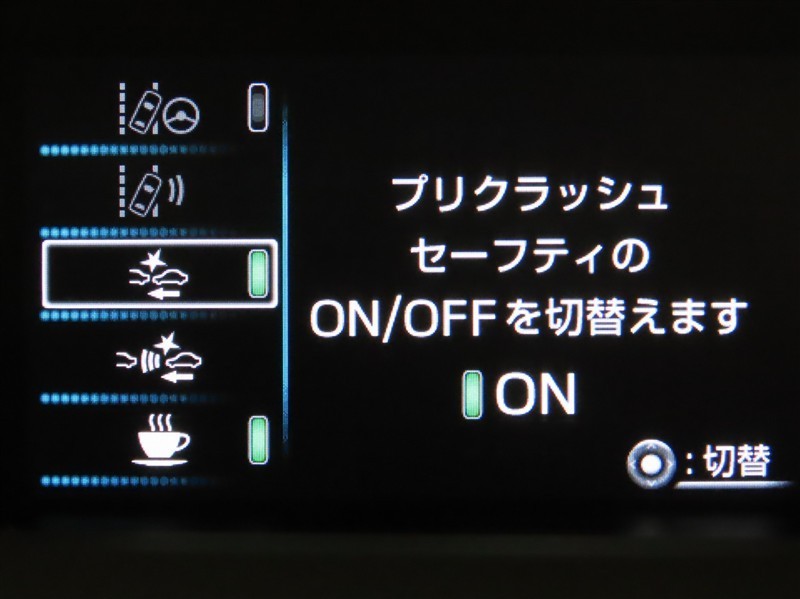 プリクラッシュ
セーフティの
ON/OFFを切替えます
ON
:切替